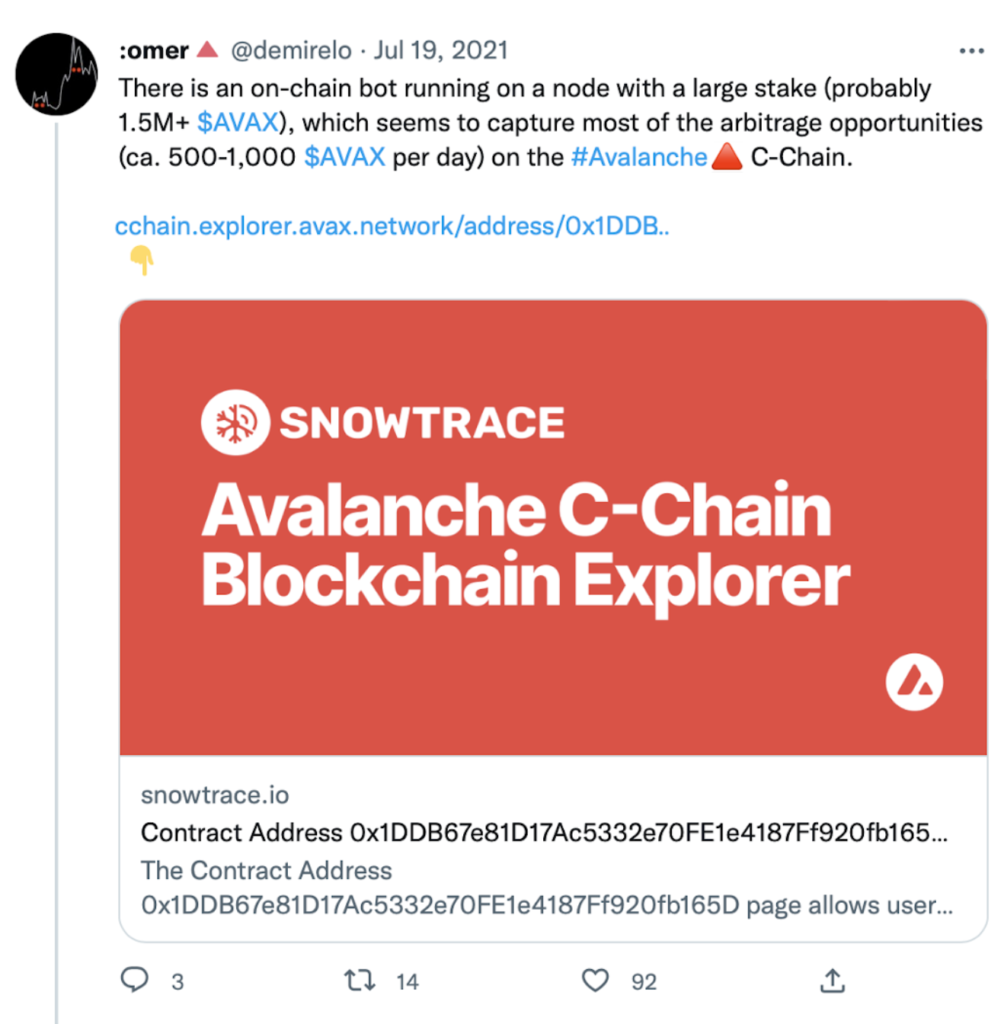 :omer 🔺 @demirelo · Jul 19, 2021
There is an on-chain bot running on a node with a large stake (probably
1.5M+ $AVAX), which seems to capture most of the arbitrage opportunities
(ca. 500-1,000 $AVAX per day) on the #Avalanche🔺 C-Chain.
cchain.explorer.avax.network/address/0x1DDB..
👇
SNOWTRACE
Avalanche C-Chain
Blockchain Explorer
snowtrace.io
Contract Address 0x1DDB67e81D17Ac5332e70FE1e4187Ff920fb165...
The Contract Address
0x1DDB67e81D17Ac5332e70FE1e4187Ff920fb165D page allows user...
3 14 92